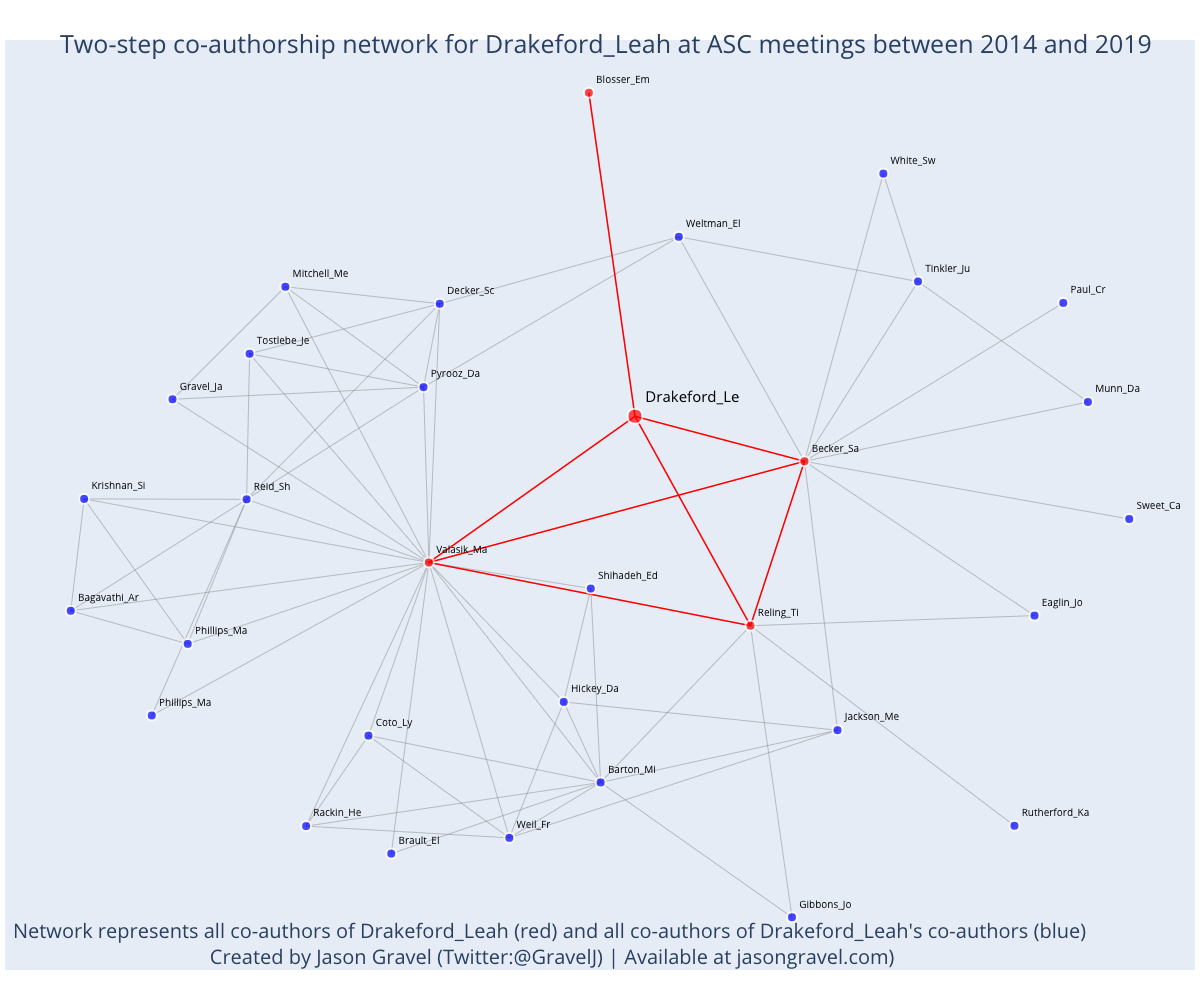 Two-step co-authorship network for Drakeford_Leah at ASC meetings between 2014 and 2019
Blosser_Em
White_Sw
Weltman_El
Tinkler_Ju
Mitchell_Me
Decker_Sc
Paul_Cr
Tostlebe_Je
Pyrooz_Da
Gravel_Ja
Munn_Da
Drakeford_Le
Becker_Sa
Krishnan_Si
Reid_Sh
Sweet_Ca
Valasik_Ma
Shihadeh_Ed
Bagavathi_Ar
Eaglin_Jo
Reling_Ti
Phillips_Ma
Hickey_Da
Phillips_Ma
Jackson_Me
Coto_Ly
Barton_Mi
Rackin_He
Rutherford_Ka
Weil_Fr
Brault_El
Gibbons_Jo
Network represents all co-authors of Drakeford_Leah (red) and all co-authors of Drakeford_Leah's co-authors (blue)
Created by Jason Gravel (Twitter:@GravelJ) | Available at jasongravel.com)